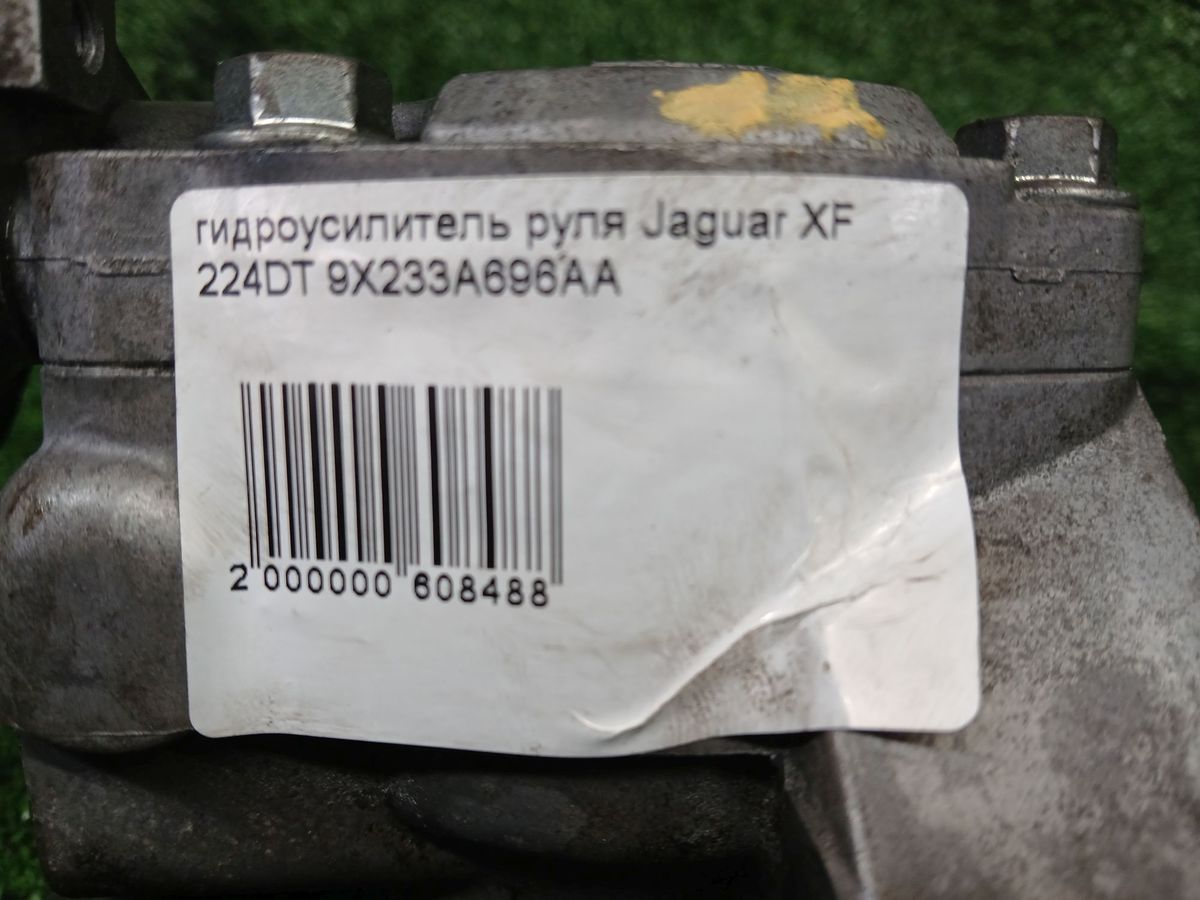 гидроусилитель руля Jaguar XF
224DT 9X233A696AA
2 000000 608488